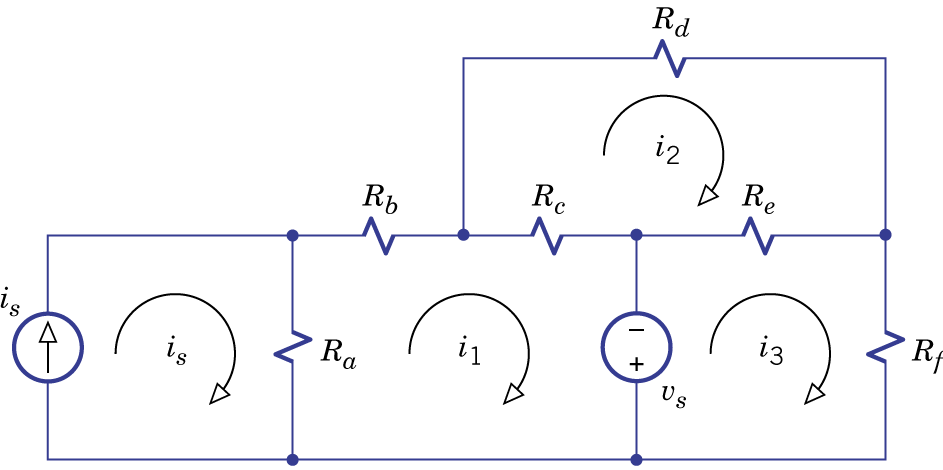 R_d
i_2
R_b
R_c
R_e
i_s
i_s
R_a
i_1
−
+
v_s
i_3
R_f